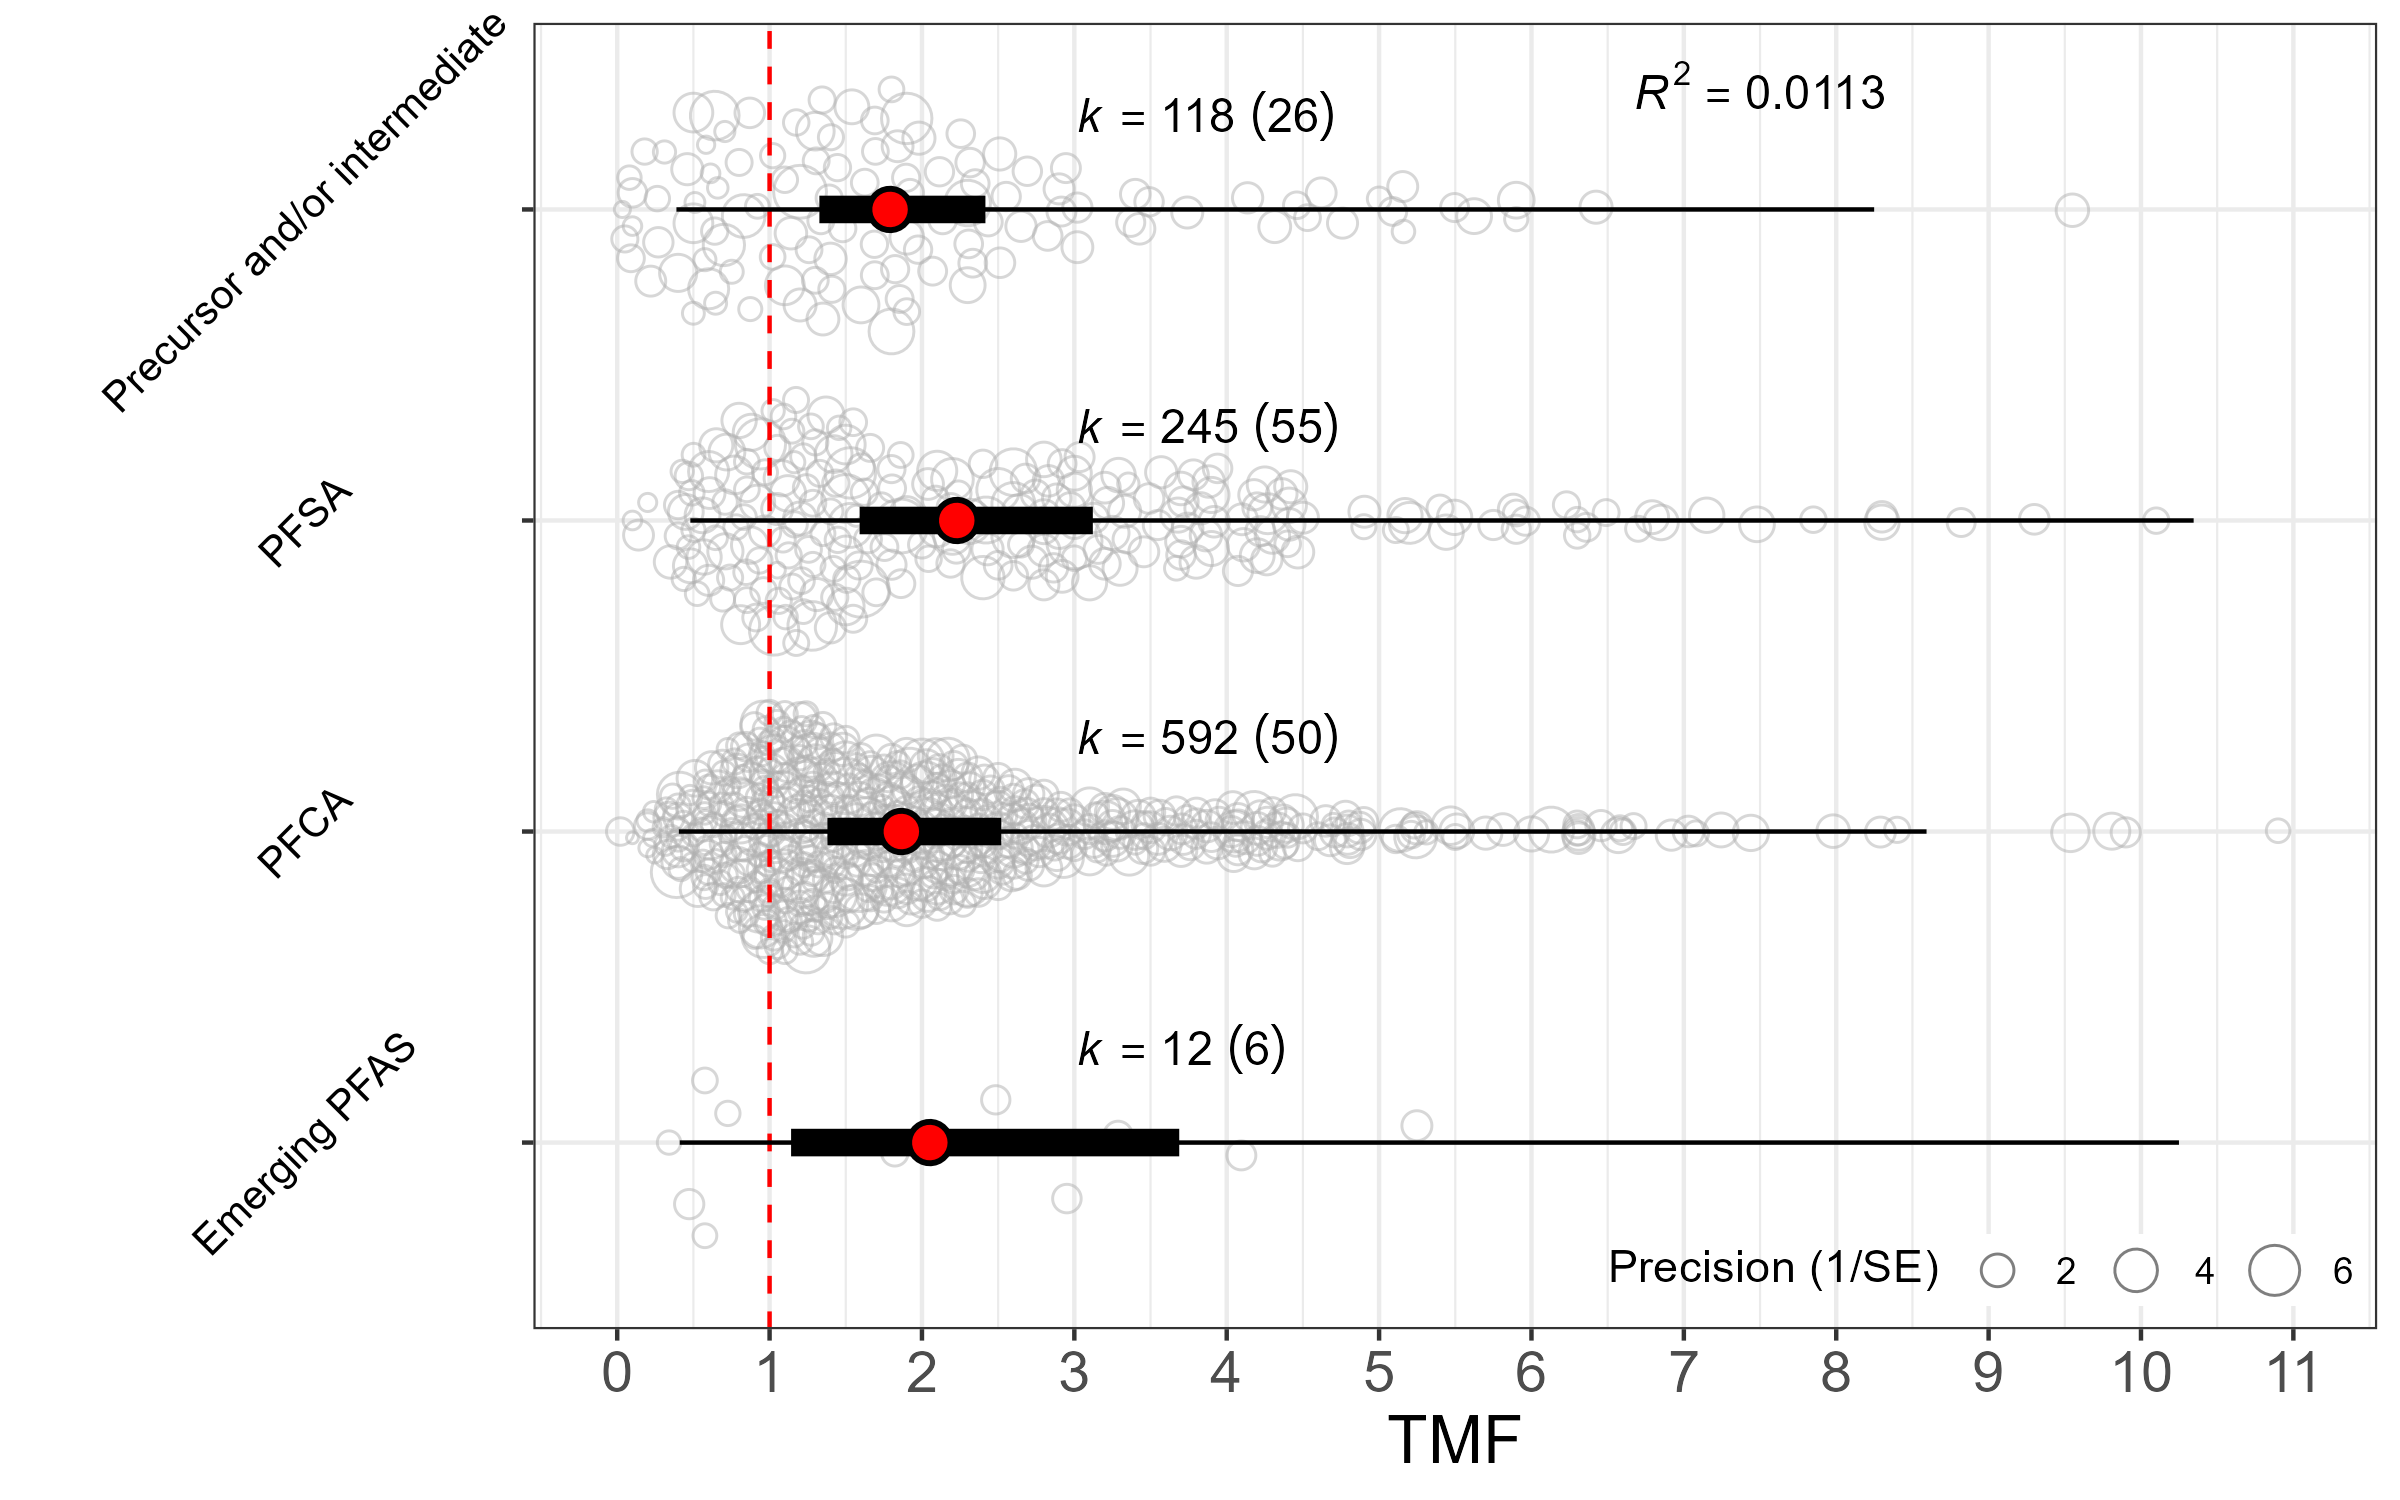 Precursor and/or intermediate
k = 118 (26)
R² = 0.0113
PFSA
k = 245 (55)
PFCA
k = 592 (50)
Emerging PFAS
k = 12 (6)
Precision (1/SE) 2 4 6
0 1 2 3 4 5 6 7 8 9 10 11
TMF